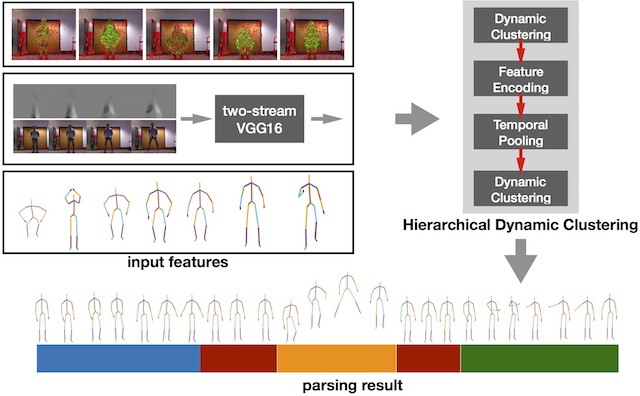 two-stream
VGG16
input features
Dynamic
Clustering
Feature
Encoding
Temporal
Pooling
Dynamic
Clustering
Hierarchical Dynamic Clustering
parsing result